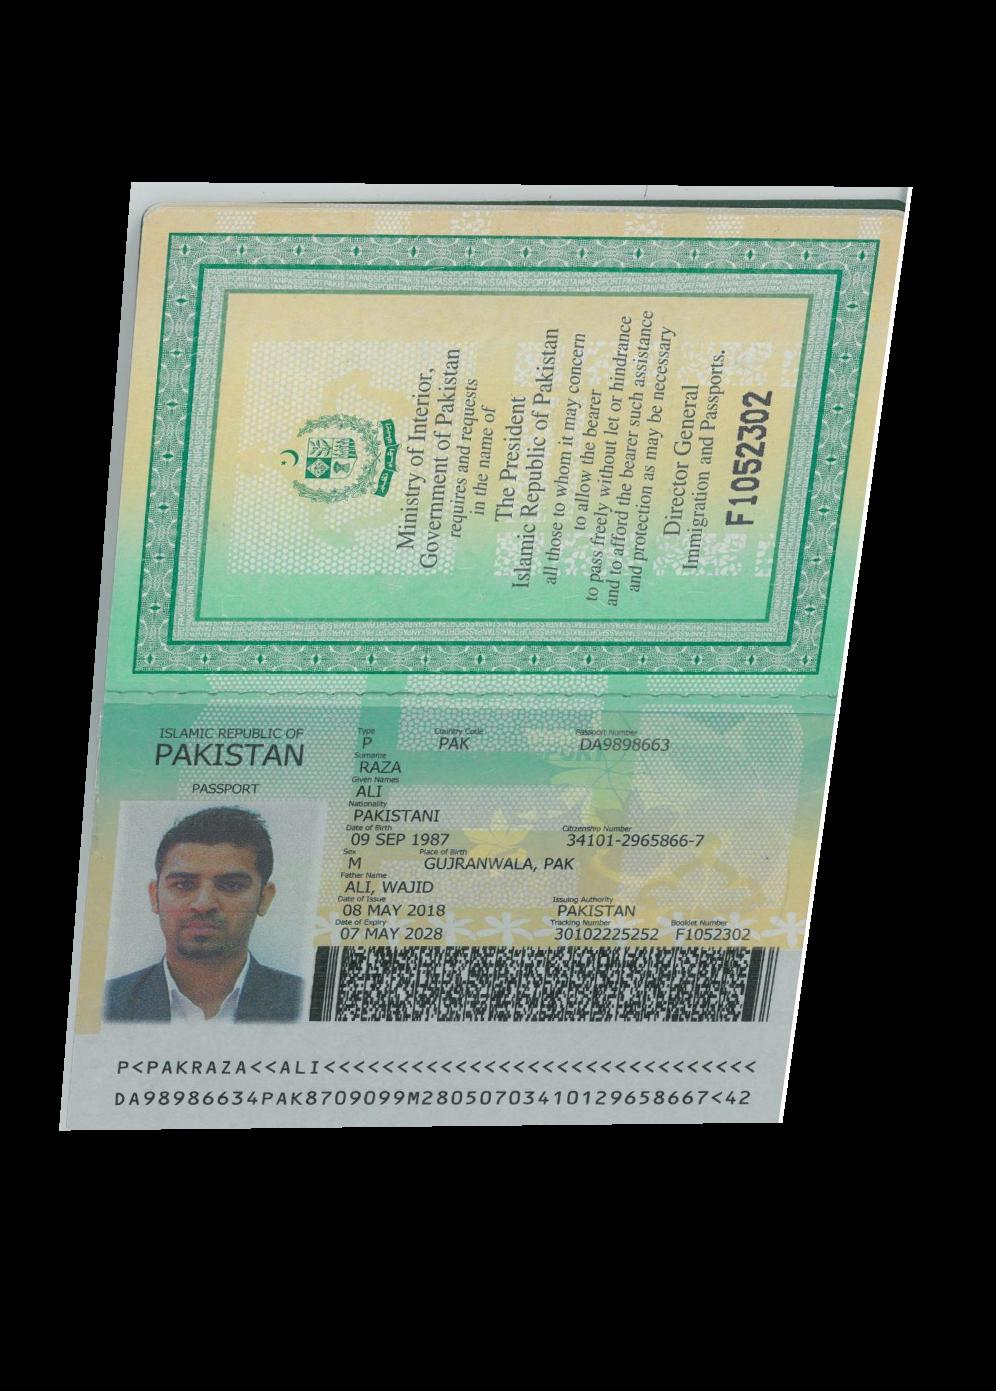 Ministry of Interior,
Government of Pakistan
requires and requests
in the name of
The President
Islamic Republic of Pakistan
all those to whom it may concern
to allow the bearer
to pass freely without let or hindrance
and to afford the bearer such assistance
and protection as may be necessary
Director General
Immigration and Passports.
F1052302
ISLAMIC REPUBLIC OF
PAKISTAN
PASSPORT
Type Country Code Passport Number
P PAK DA9898663
Surname
RAZA
Given Names
ALI
Nationality
PAKISTANI
Date of Birth Citizenship Number
09 SEP 1987 34101-2965866-7
Sex Place of Birth
M GUJRANWALA, PAK
Father Name
ALI, WAJID
Date of Issue Issuing Authority
08 MAY 2018 PAKISTAN
Date of Expiry Tracking Number Booklet Number
07 MAY 2028 30102225252 F1052302
P<PAKRAZA<<ALI<<<<<<<<<<<<<<<<<<<<<<<<<<<<<<
DA98986634PAK8709099M28050703410129658667<42